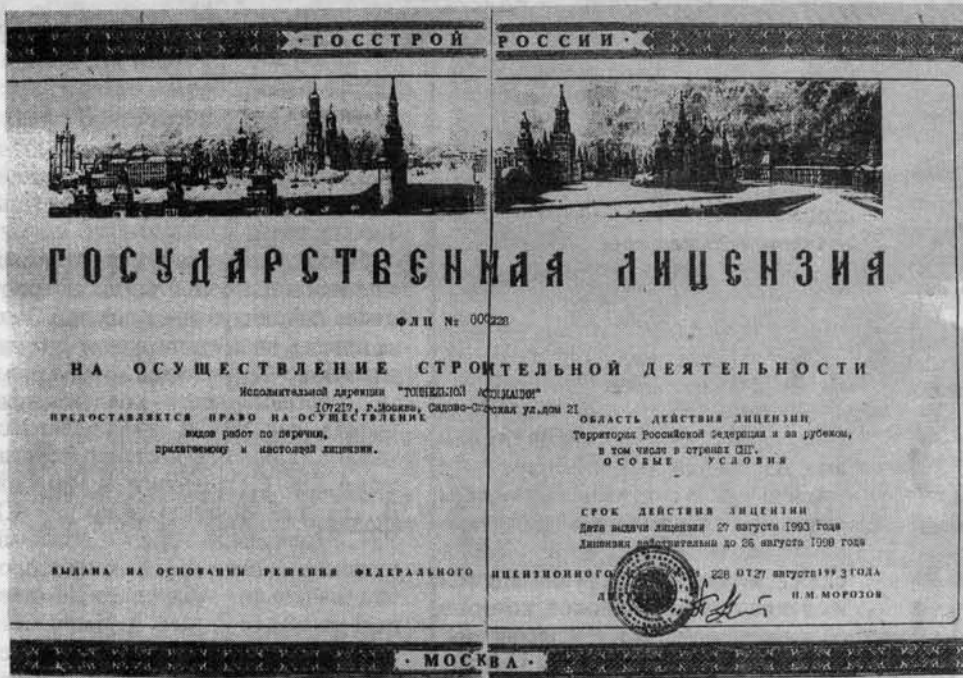 · ГОССТРОЙ РОССИИ ·
ГОСУДАРСТВЕННАЯ ЛИЦЕНЗИЯ
ФЛЦ № 000228
НА ОСУЩЕСТВЛЕНИЕ СТРОИТЕЛЬНОЙ ДЕЯТЕЛЬНОСТИ
Исполнительной дирекции "ТОННЕЛЬНОЙ АССОЦИАЦИИ"
107217, г.Москва, Садово-Спасская ул.дом 21
ПРЕДОСТАВЛЯЕТСЯ ПРАВО НА ОСУЩЕСТВЛЕНИЕ
видов работ по перечню,
прилагаемому к настоящей лицензии.
ОБЛАСТЬ ДЕЙСТВИЯ ЛИЦЕНЗИИ
Территория Российской Федерации и за рубежом,
в том числе в странах СНГ.
ОСОБЫЕ УСЛОВИЯ
-
СРОК ДЕЙСТВИЯ ЛИЦЕНЗИИ
Дата выдачи лицензии 27 августа 1993 года
Лицензия действительна до 26 августа 1998 года
ВЫДАНА НА ОСНОВАНИИ РЕШЕНИЯ ФЕДЕРАЛЬНОГО ЛИЦЕНЗИОННОГО 228 ОТ 27 августа 1993 ГОДА
Н.М. МОРОЗОВ
· МОСКВА ·